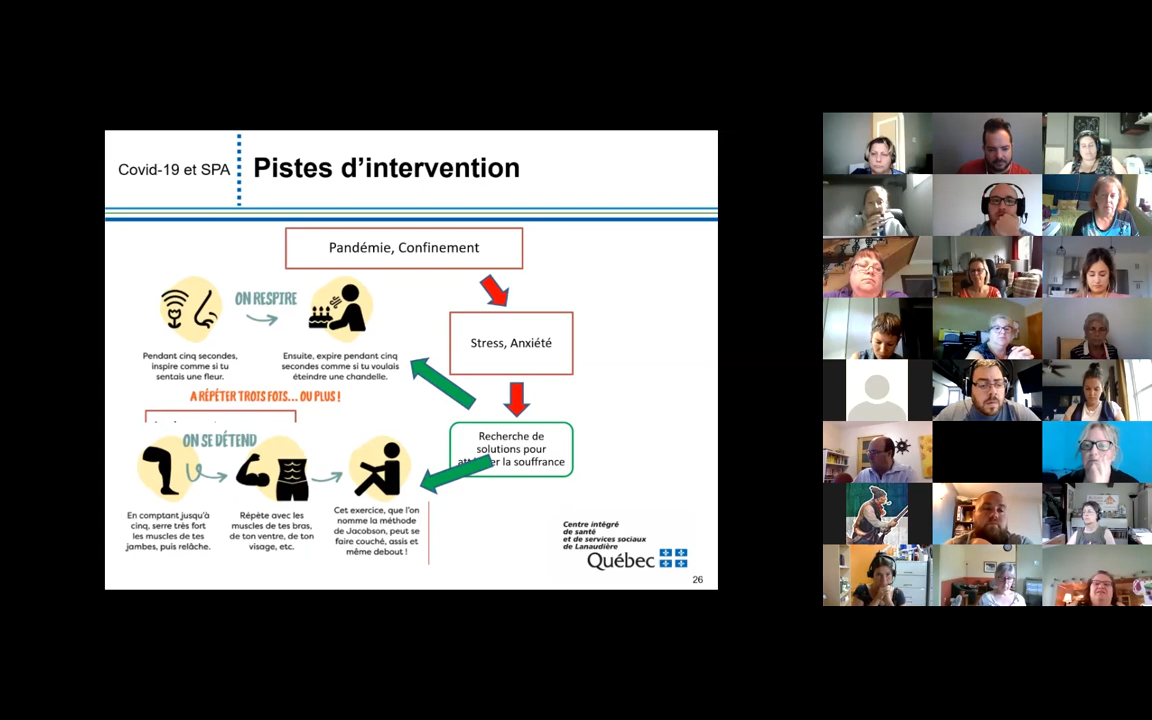 Covid-19 et SPA
Pistes d’intervention
Pandémie, Confinement
ON RESPIRE
Pendant cinq secondes,
inspire comme si tu
sentais une fleur.
Ensuite, expire pendant cinq
secondes comme si tu voulais
éteindre une chandelle.
À RÉPÉTER TROIS FOIS... OU PLUS !
Stress, Anxiété
Recherche de
solutions pour
la souffrance
ON SE DÉTEND
En comptant jusqu'à
cinq, serre très fort
les muscles de tes
jambes, puis relâche.
Répète avec les
muscles de tes bras,
de ton ventre, de ton
visage, etc.
Cet exercice, que l'on
nomme la méthode
de Jacobson, peut se
faire couché, assis et
même debout !
Centre intégré
de santé
et de services sociaux
de Lanaudière
Québec
26